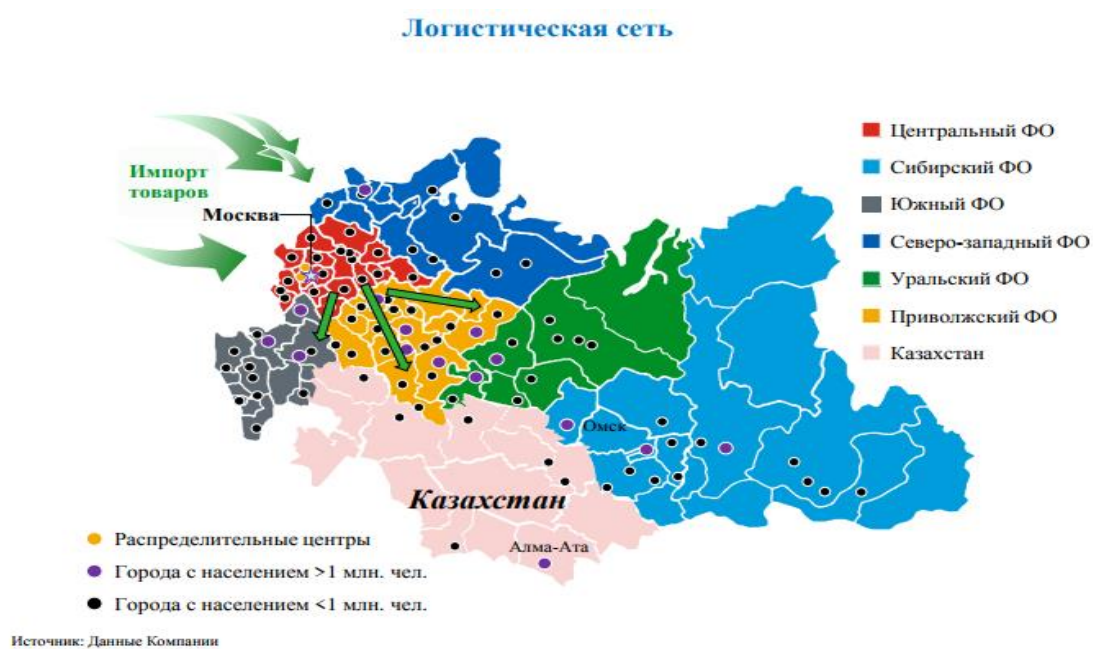 Логистическая сеть
Импорт
товаров
Москва
Центральный ФО
Сибирский ФО
Южный ФО
Северо-западный ФО
Уральский ФО
Приволжский ФО
Казахстан
Омск
Казахстан
Алма-Ата
Распределительные центры
Города с населением >1 млн. чел.
Города с населением <1 млн. чел.
Источник: Данные Компании